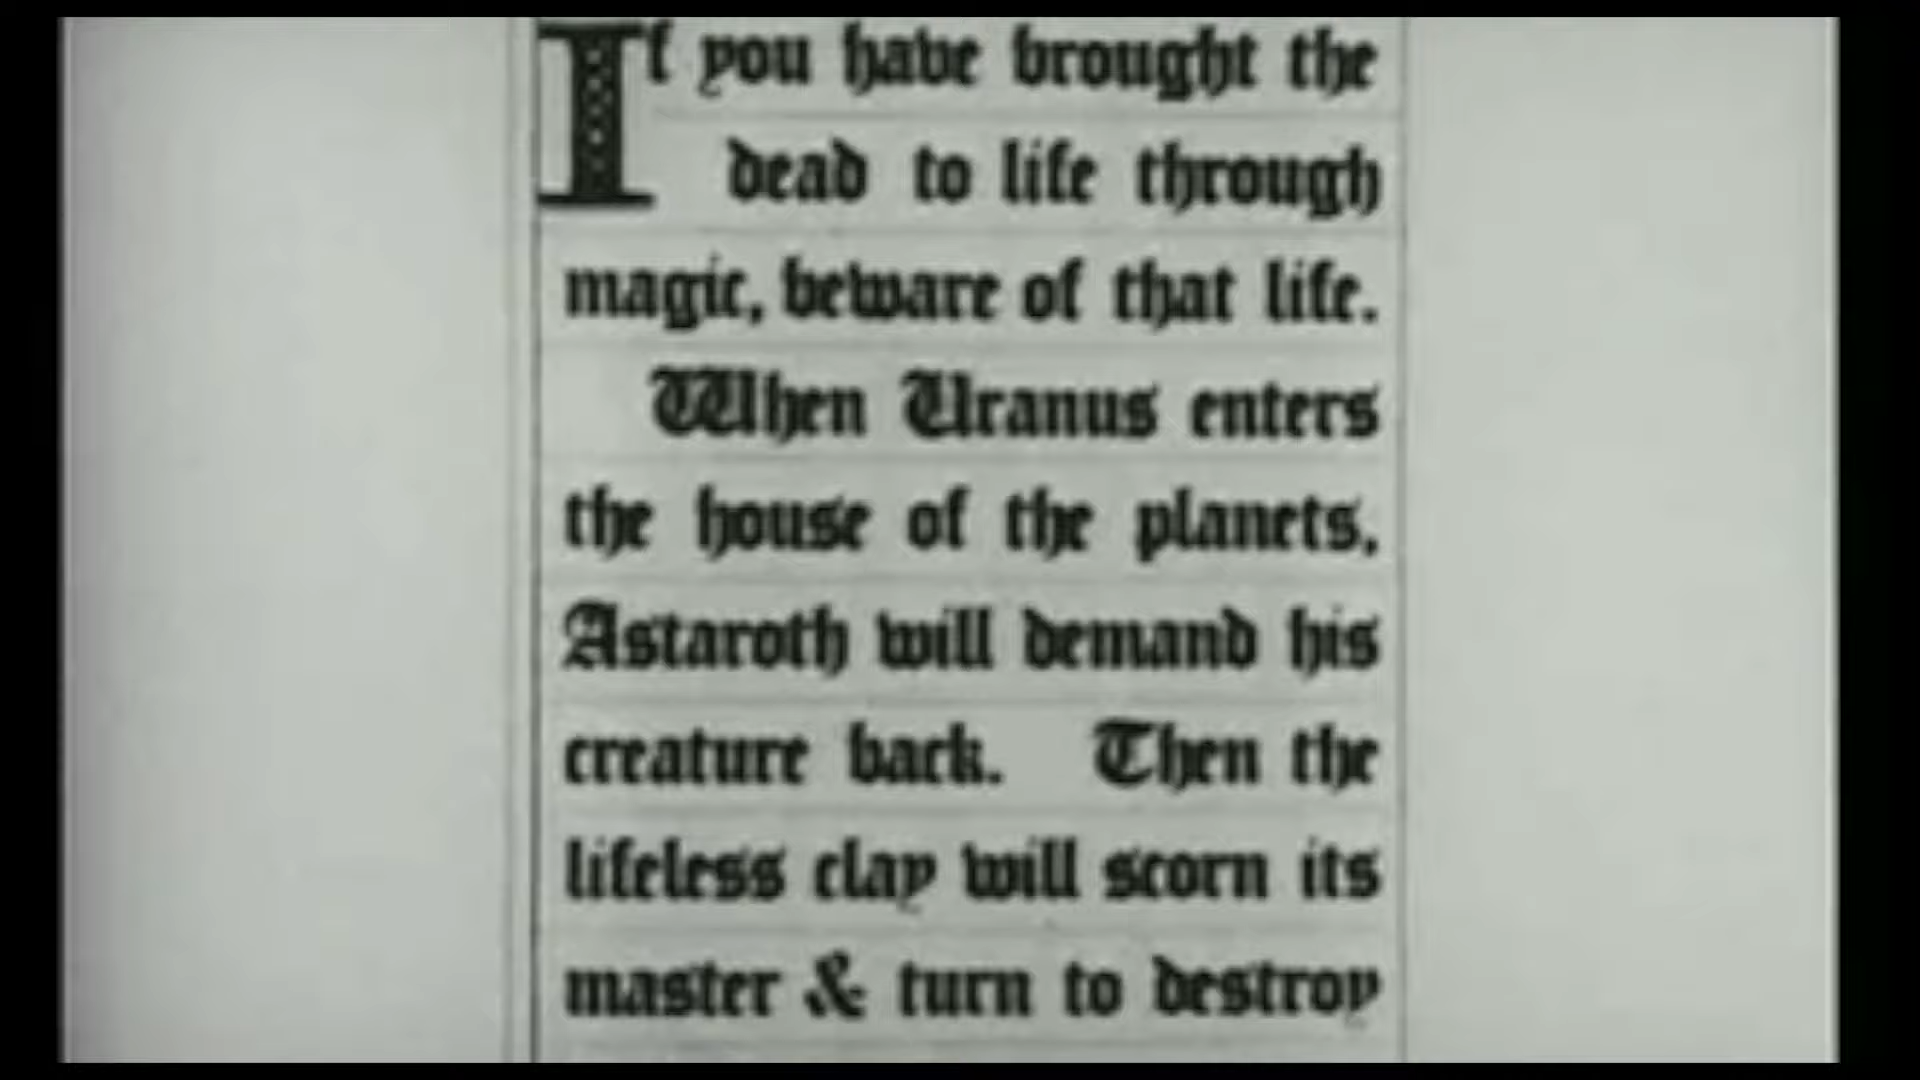 If you have brought the
dead to life through
magic, beware of that life.
When Uranus enters
the house of the planets,
Astaroth will demand his
creature back. Then the
lifeless clay will scorn its
master & turn to destroy